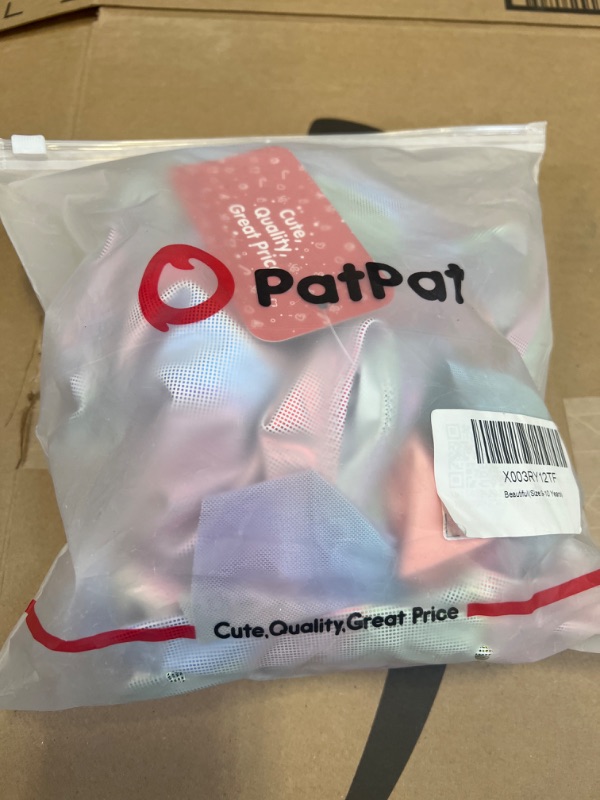 Cute,
Quality,
Great Price
PatPat
X003RY12TF
Cute,Quality,Great Price